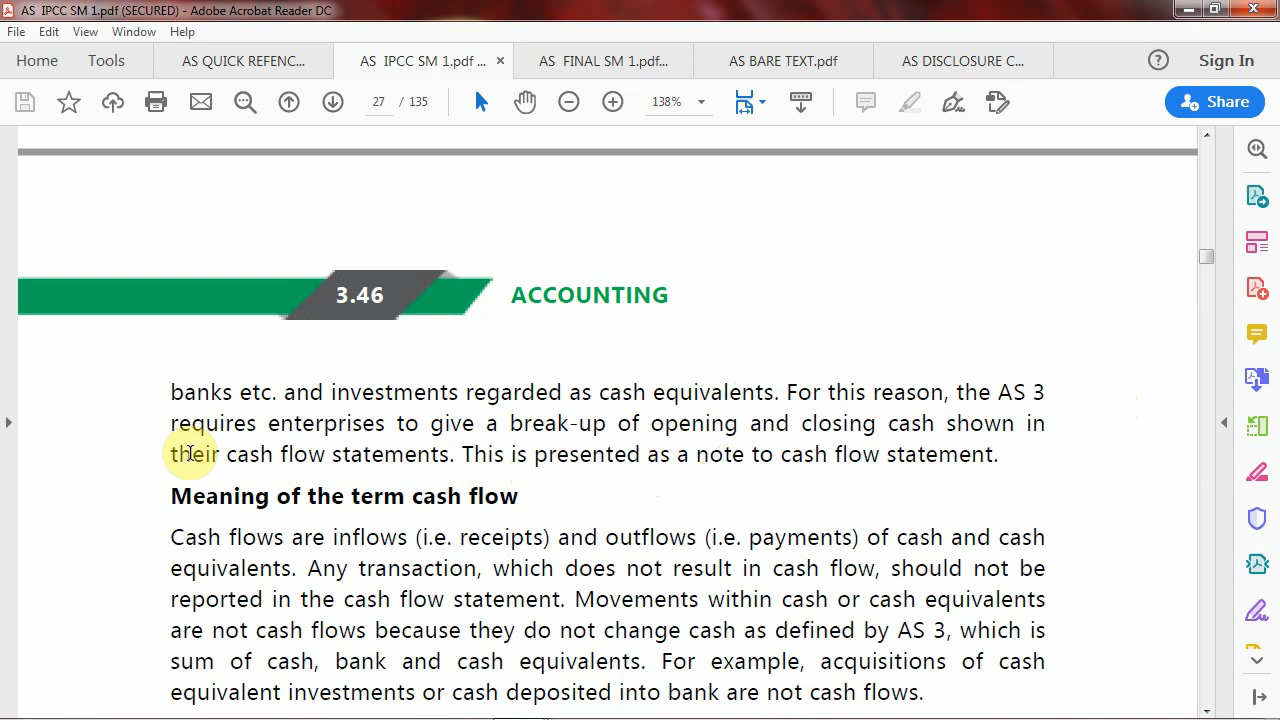 AS IPCC SM 1.pdf (SECURED) - Adobe Acrobat Reader DC
File Edit View Window Help
Home Tools AS QUICK REFENC... AS IPCC SM 1.pdf ... × AS FINAL SM 1.pdf... AS BARE TEXT.pdf AS DISCLOSURE C... ? Sign In
27 / 135 138% Share
3.46 ACCOUNTING
banks etc. and investments regarded as cash equivalents. For this reason, the AS 3
requires enterprises to give a break-up of opening and closing cash shown in
their cash flow statements. This is presented as a note to cash flow statement.
Meaning of the term cash flow
Cash flows are inflows (i.e. receipts) and outflows (i.e. payments) of cash and cash
equivalents. Any transaction, which does not result in cash flow, should not be
reported in the cash flow statement. Movements within cash or cash equivalents
are not cash flows because they do not change cash as defined by AS 3, which is
sum of cash, bank and cash equivalents. For example, acquisitions of cash
equivalent investments or cash deposited into bank are not cash flows.